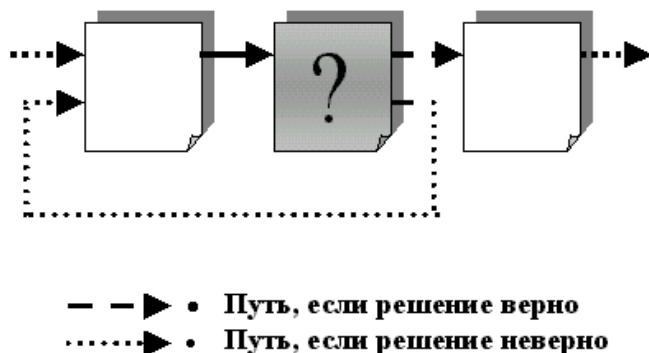 ?
• Путь, если решение верно
• Путь, если решение неверно